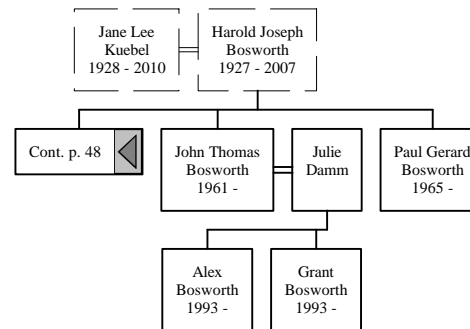 Jane Lee
Kuebel
1928 - 2010
Harold Joseph
Bosworth
1927 - 2007
Cont. p. 48
John Thomas
Bosworth
1961 -
Julie
Damm
Paul Gerard
Bosworth
1965 -
Alex
Bosworth
1993 -
Grant
Bosworth
1993 -